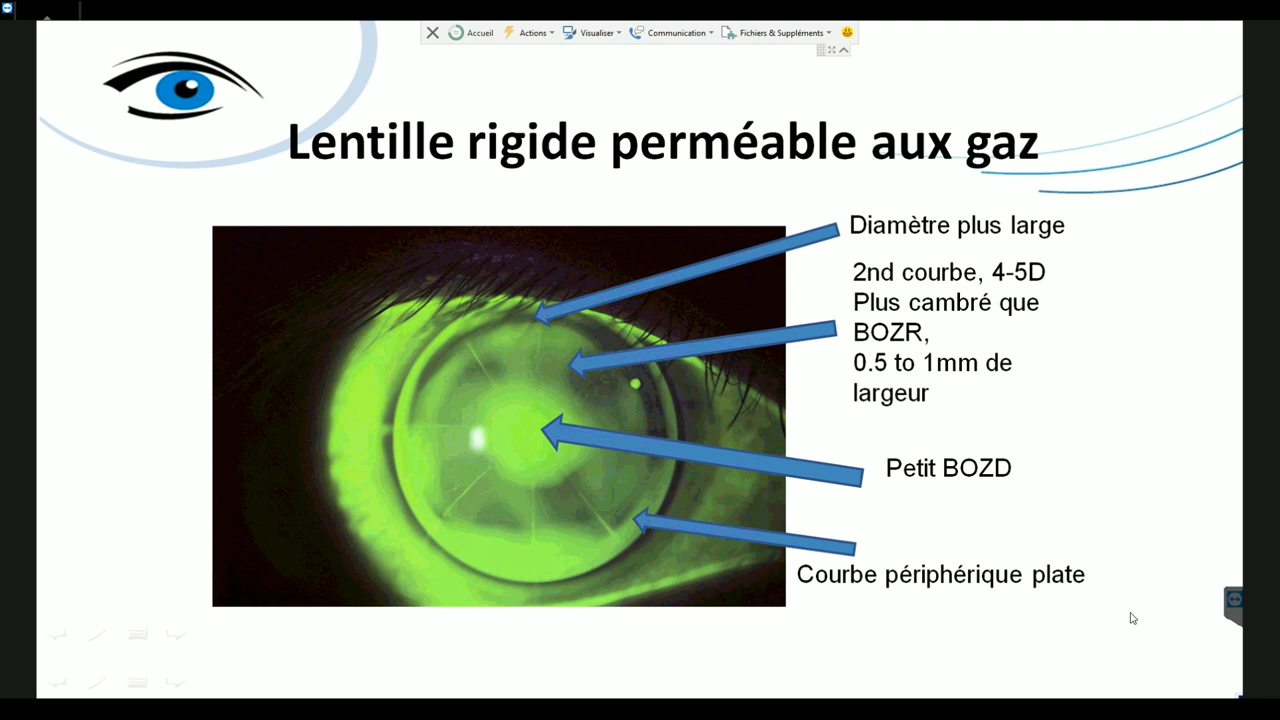 Accueil Actions Visualiser Communication Fichiers & Suppléments
Lentille rigide perméable aux gaz
Diamètre plus large
2nd courbe, 4-5D
Plus cambré que
BOZR,
0.5 to 1mm de
largeur
Petit BOZD
Courbe périphérique plate